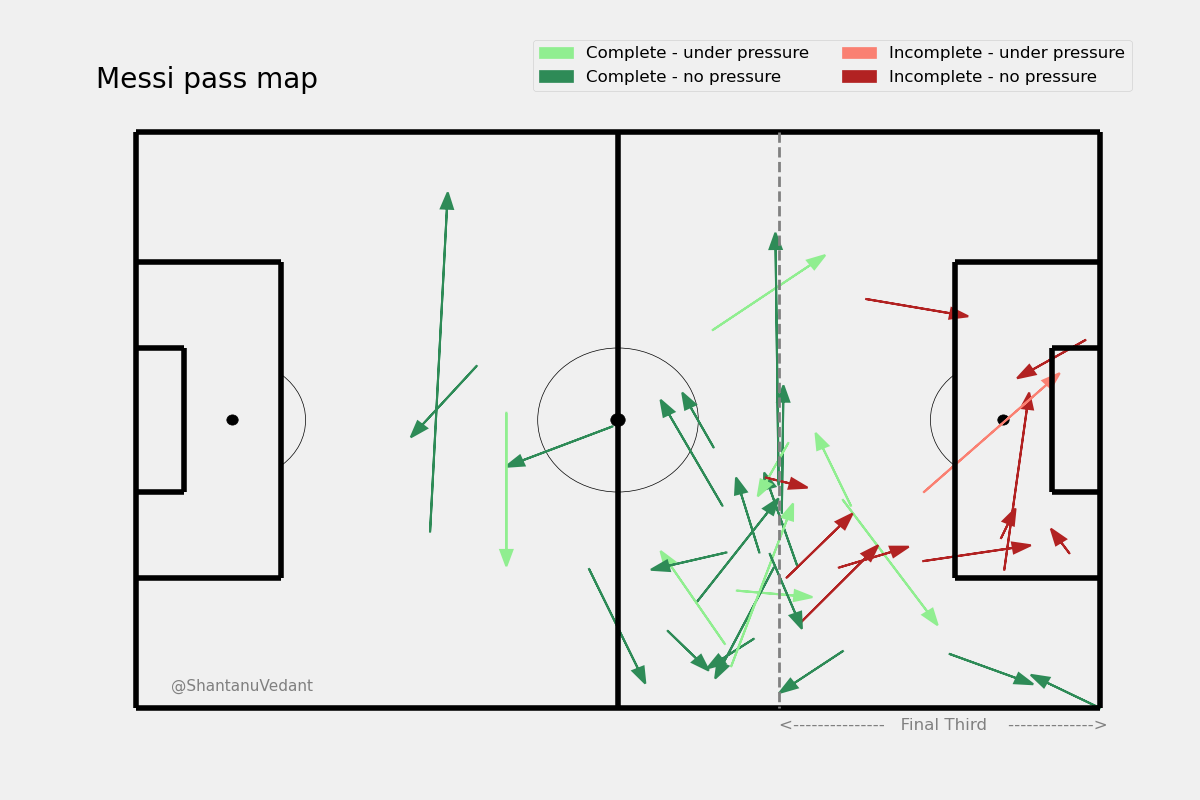 Messi pass map
Complete - under pressure
Complete - no pressure
Incomplete - under pressure
Incomplete - no pressure
@ShantanuVedant
<--------------- Final Third -------------->